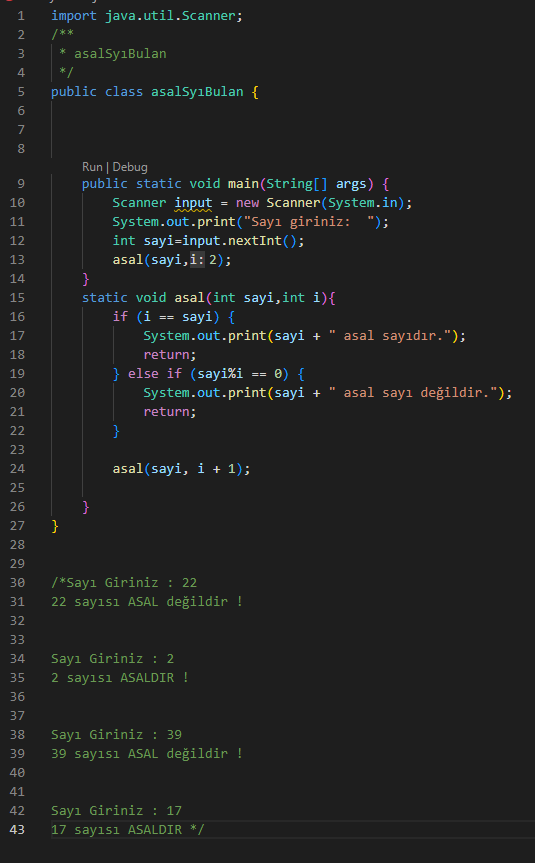 1 import java.util.Scanner;
2 /**
3  * asalSyıBulan
4  */
5 public class asalSyıBulan {
6
7
8
Run | Debug
9     public static void main(String[] args) {
10         Scanner input = new Scanner(System.in);
11         System.out.print("Sayı giriniz:  ");
12         int sayi=input.nextInt();
13         asal(sayi,i:2);
14     }
15     static void asal(int sayi,int i){
16         if (i == sayi) {
17             System.out.print(sayi + " asal sayıdır.");
18             return;
19         } else if (sayi%i == 0) {
20             System.out.print(sayi + " asal sayı değildir.");
21             return;
22         }
23
24         asal(sayi, i + 1);
25
26     }
27 }
28
29
30 /*Sayı Giriniz : 22
31 22 sayısı ASAL değildir !
32
33
34 Sayı Giriniz : 2
35 2 sayısı ASALDIR !
36
37
38 Sayı Giriniz : 39
39 39 sayısı ASAL değildir !
40
41
42 Sayı Giriniz : 17
43 17 sayısı ASALDIR */